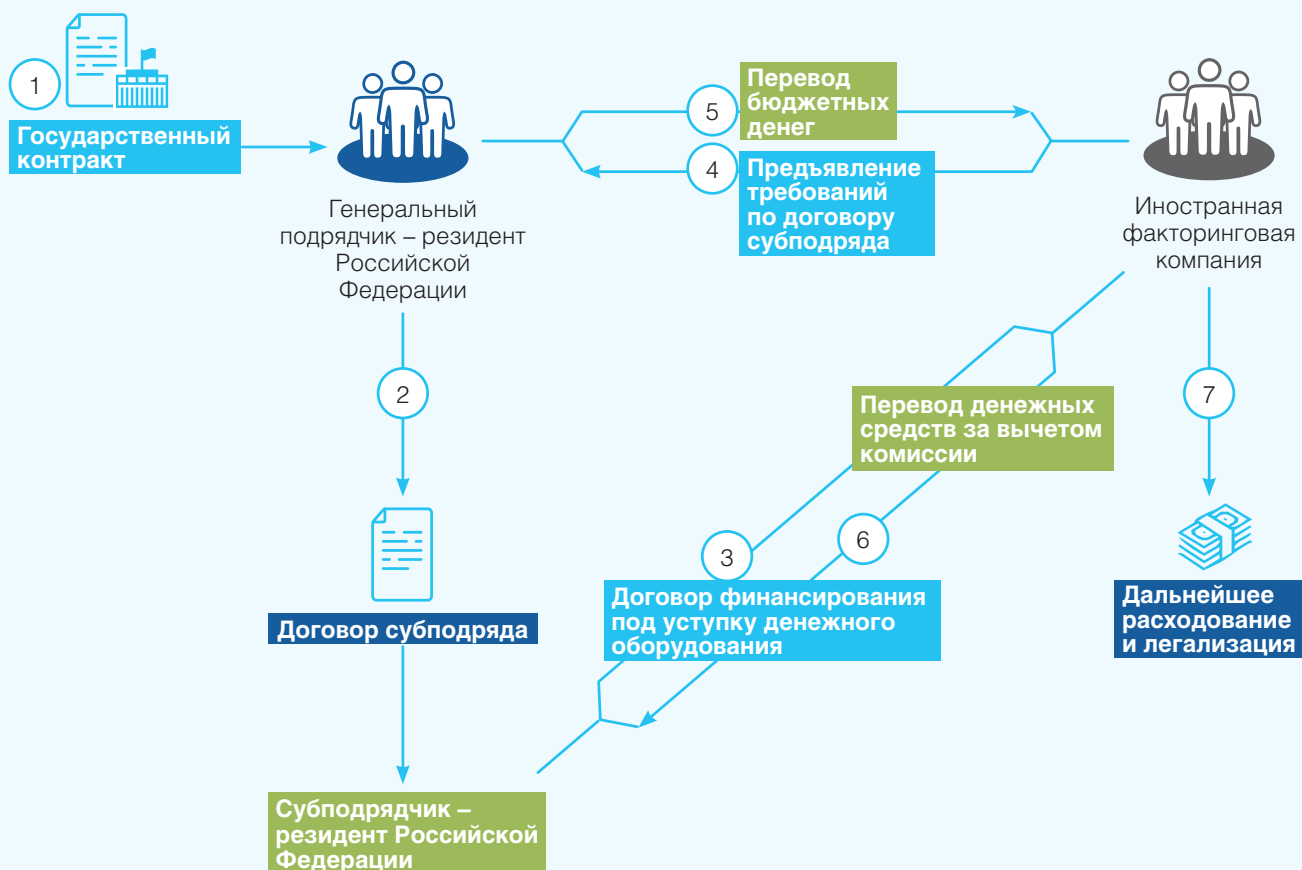 1
Государственный
контракт
Генеральный
подрядчик – резидент
Российской
Федерации
5
Перевод
бюджетных
денег
4
Предъявление
требований
по договору
субподряда
Иностранная
факторинговая
компания
2
Договор субподряда
Субподрядчик –
резидент Российской
Федерации
3
Договор финансирования
под уступку денежного
оборудования
6
Перевод денежных
средств за вычетом
комиссии
7
Дальнейшее
расходование
и легализация